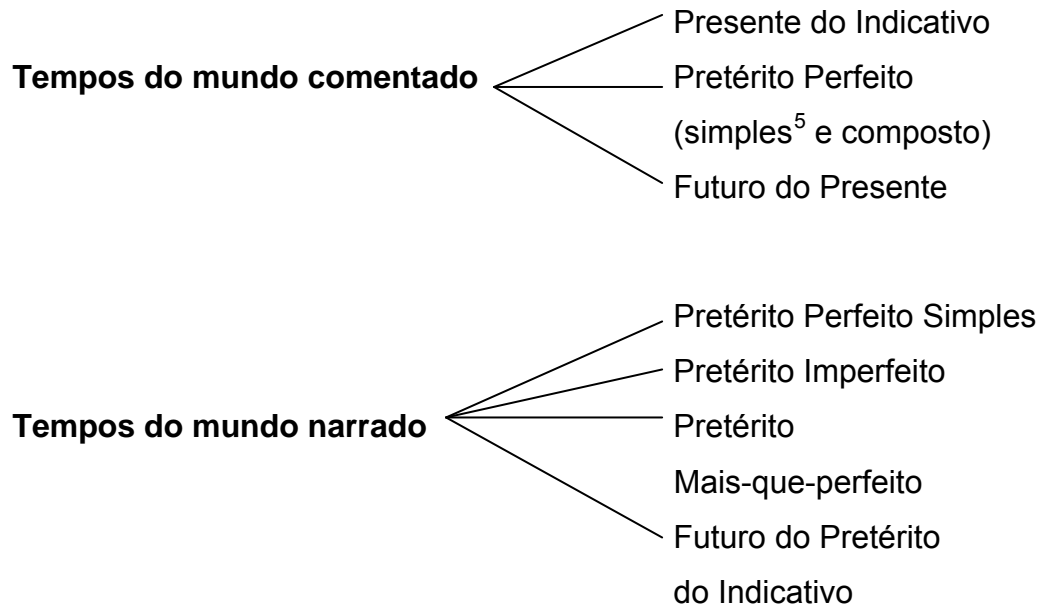 Tempos do mundo comentado
Presente do Indicativo
Pretérito Perfeito
(simples⁵ e composto)
Futuro do Presente
Tempos do mundo narrado
Pretérito Perfeito Simples
Pretérito Imperfeito
Pretérito
Mais-que-perfeito
Futuro do Pretérito
do Indicativo